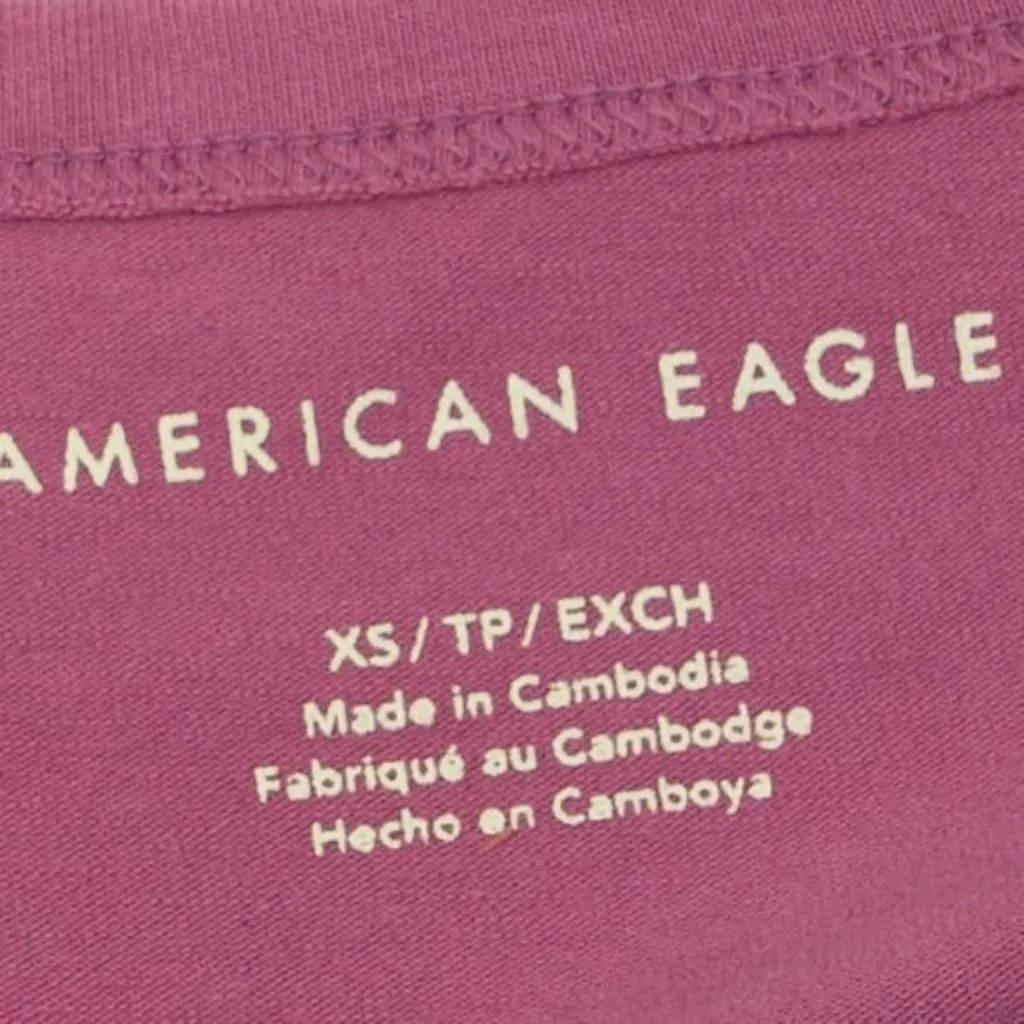 AMERICAN EAGLE
XS / TP / EXCH
Made in Cambodia
Fabriqué au Cambodge
Hecho en Camboya